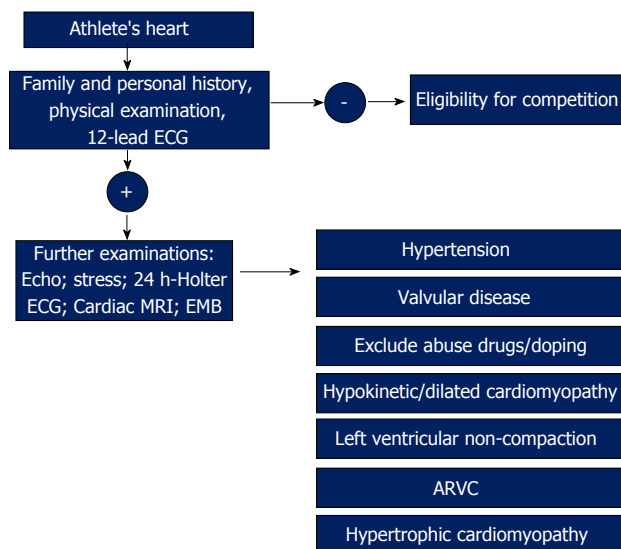 Athlete's heart
Family and personal history,
physical examination,
12-lead ECG
-
Eligibility for competition
+
Further examinations:
Echo; stress; 24 h-Holter
ECG; Cardiac MRI; EMB
Hypertension
Valvular disease
Exclude abuse drugs/doping
Hypokinetic/dilated cardiomyopathy
Left ventricular non-compaction
ARVC
Hypertrophic cardiomyopathy